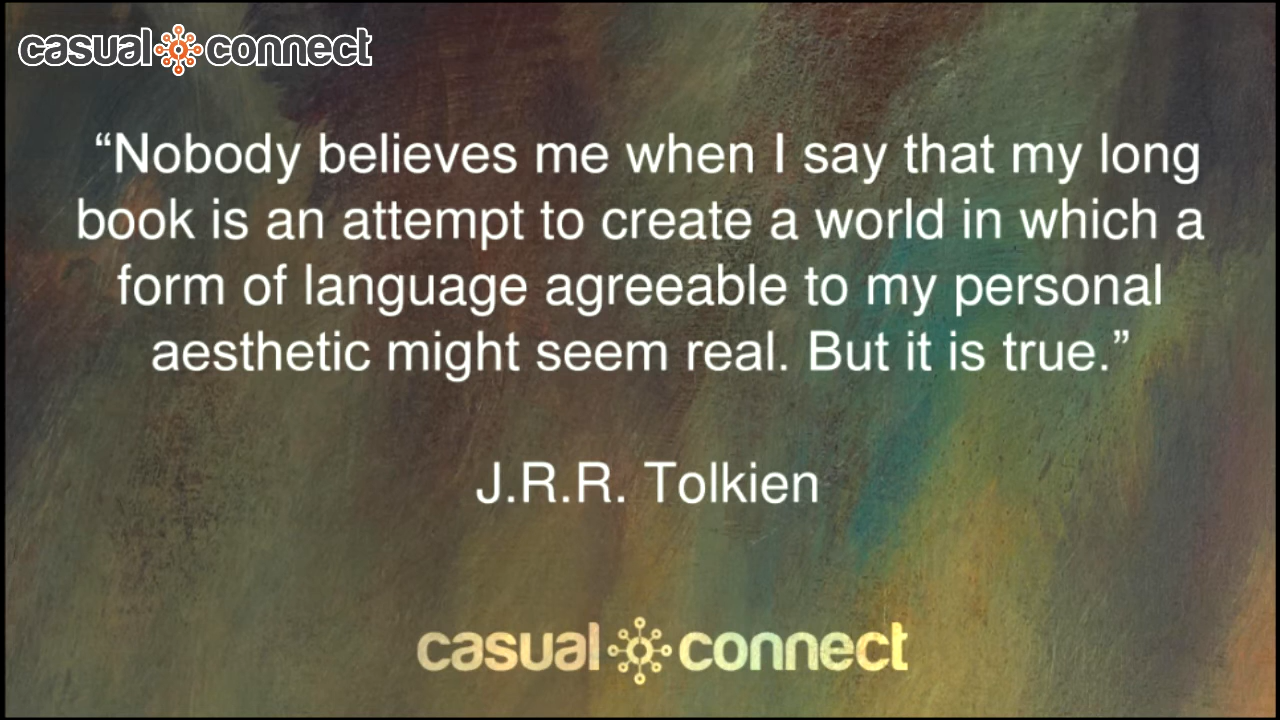 casual connect
“Nobody believes me when I say that my long
book is an attempt to create a world in which a
form of language agreeable to my personal
aesthetic might seem real. But it is true.”
J.R.R. Tolkien
casual connect